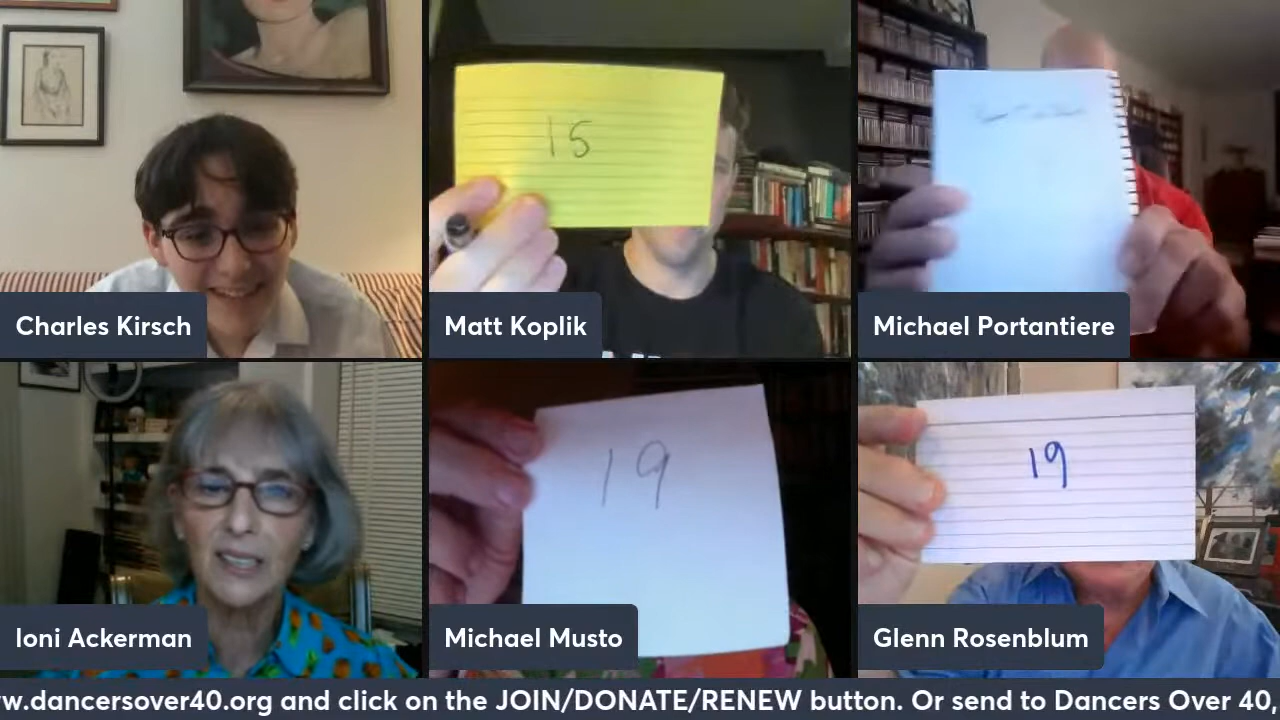 15
Charles Kirsch
Matt Koplik
Michael Portantiere
19
19
loni Ackerman
Michael Musto
Glenn Rosenblum
w.dancersover40.org and click on the JOIN/DONATE/RENEW button. Or send to Dancers Over 40,